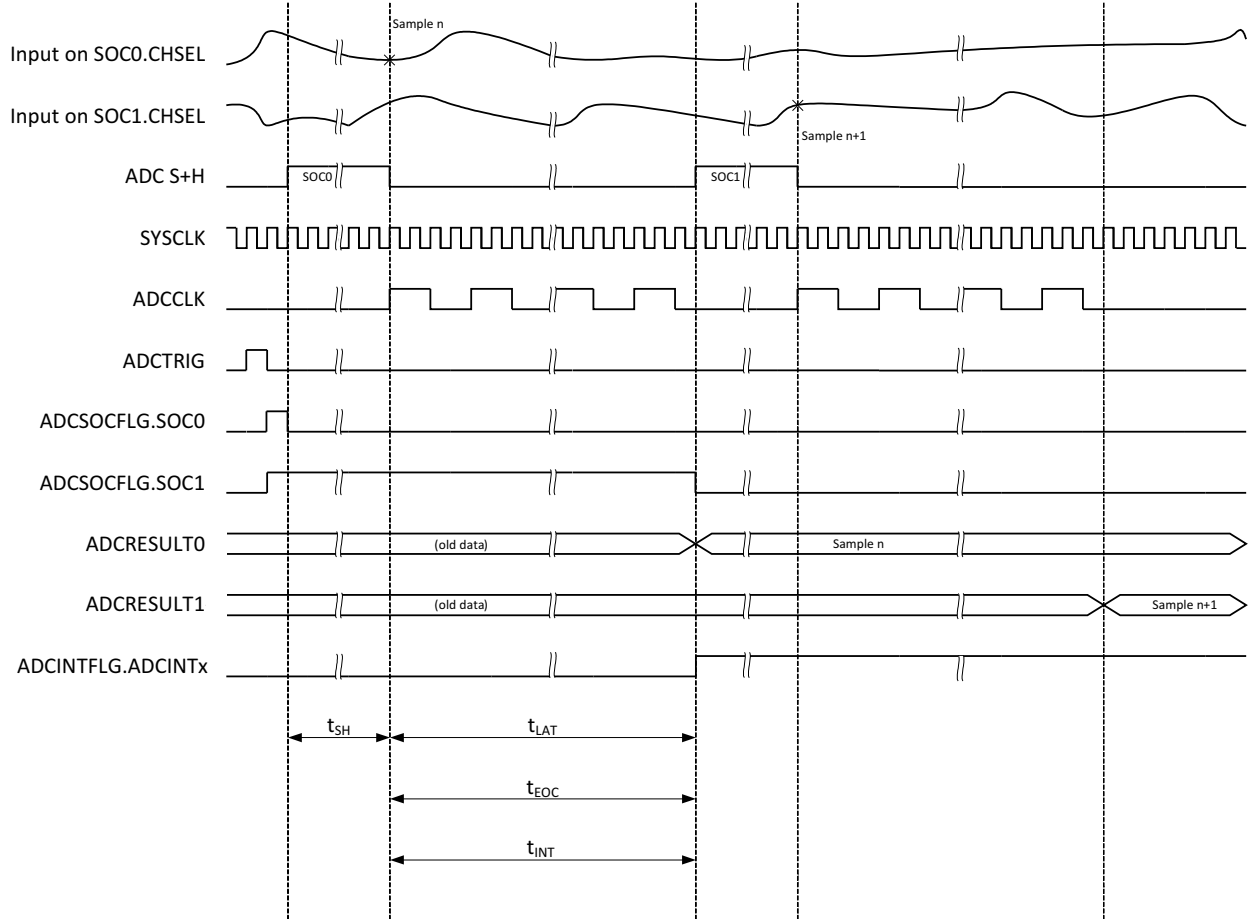 Sample n
Input on SOC0.CHSEL
Input on SOC1.CHSEL
Sample n+1
ADC S+H
SOC0
SOC1
SYSCLK
ADCCLK
ADCTRIG
ADCSOCFLG.SOC0
ADCSOCFLG.SOC1
ADCRESULT0
(old data)
Sample n
ADCRESULT1
(old data)
Sample n+1
ADCINTFLG.ADCINTx
tSH
tLAT
tEOC
tINT